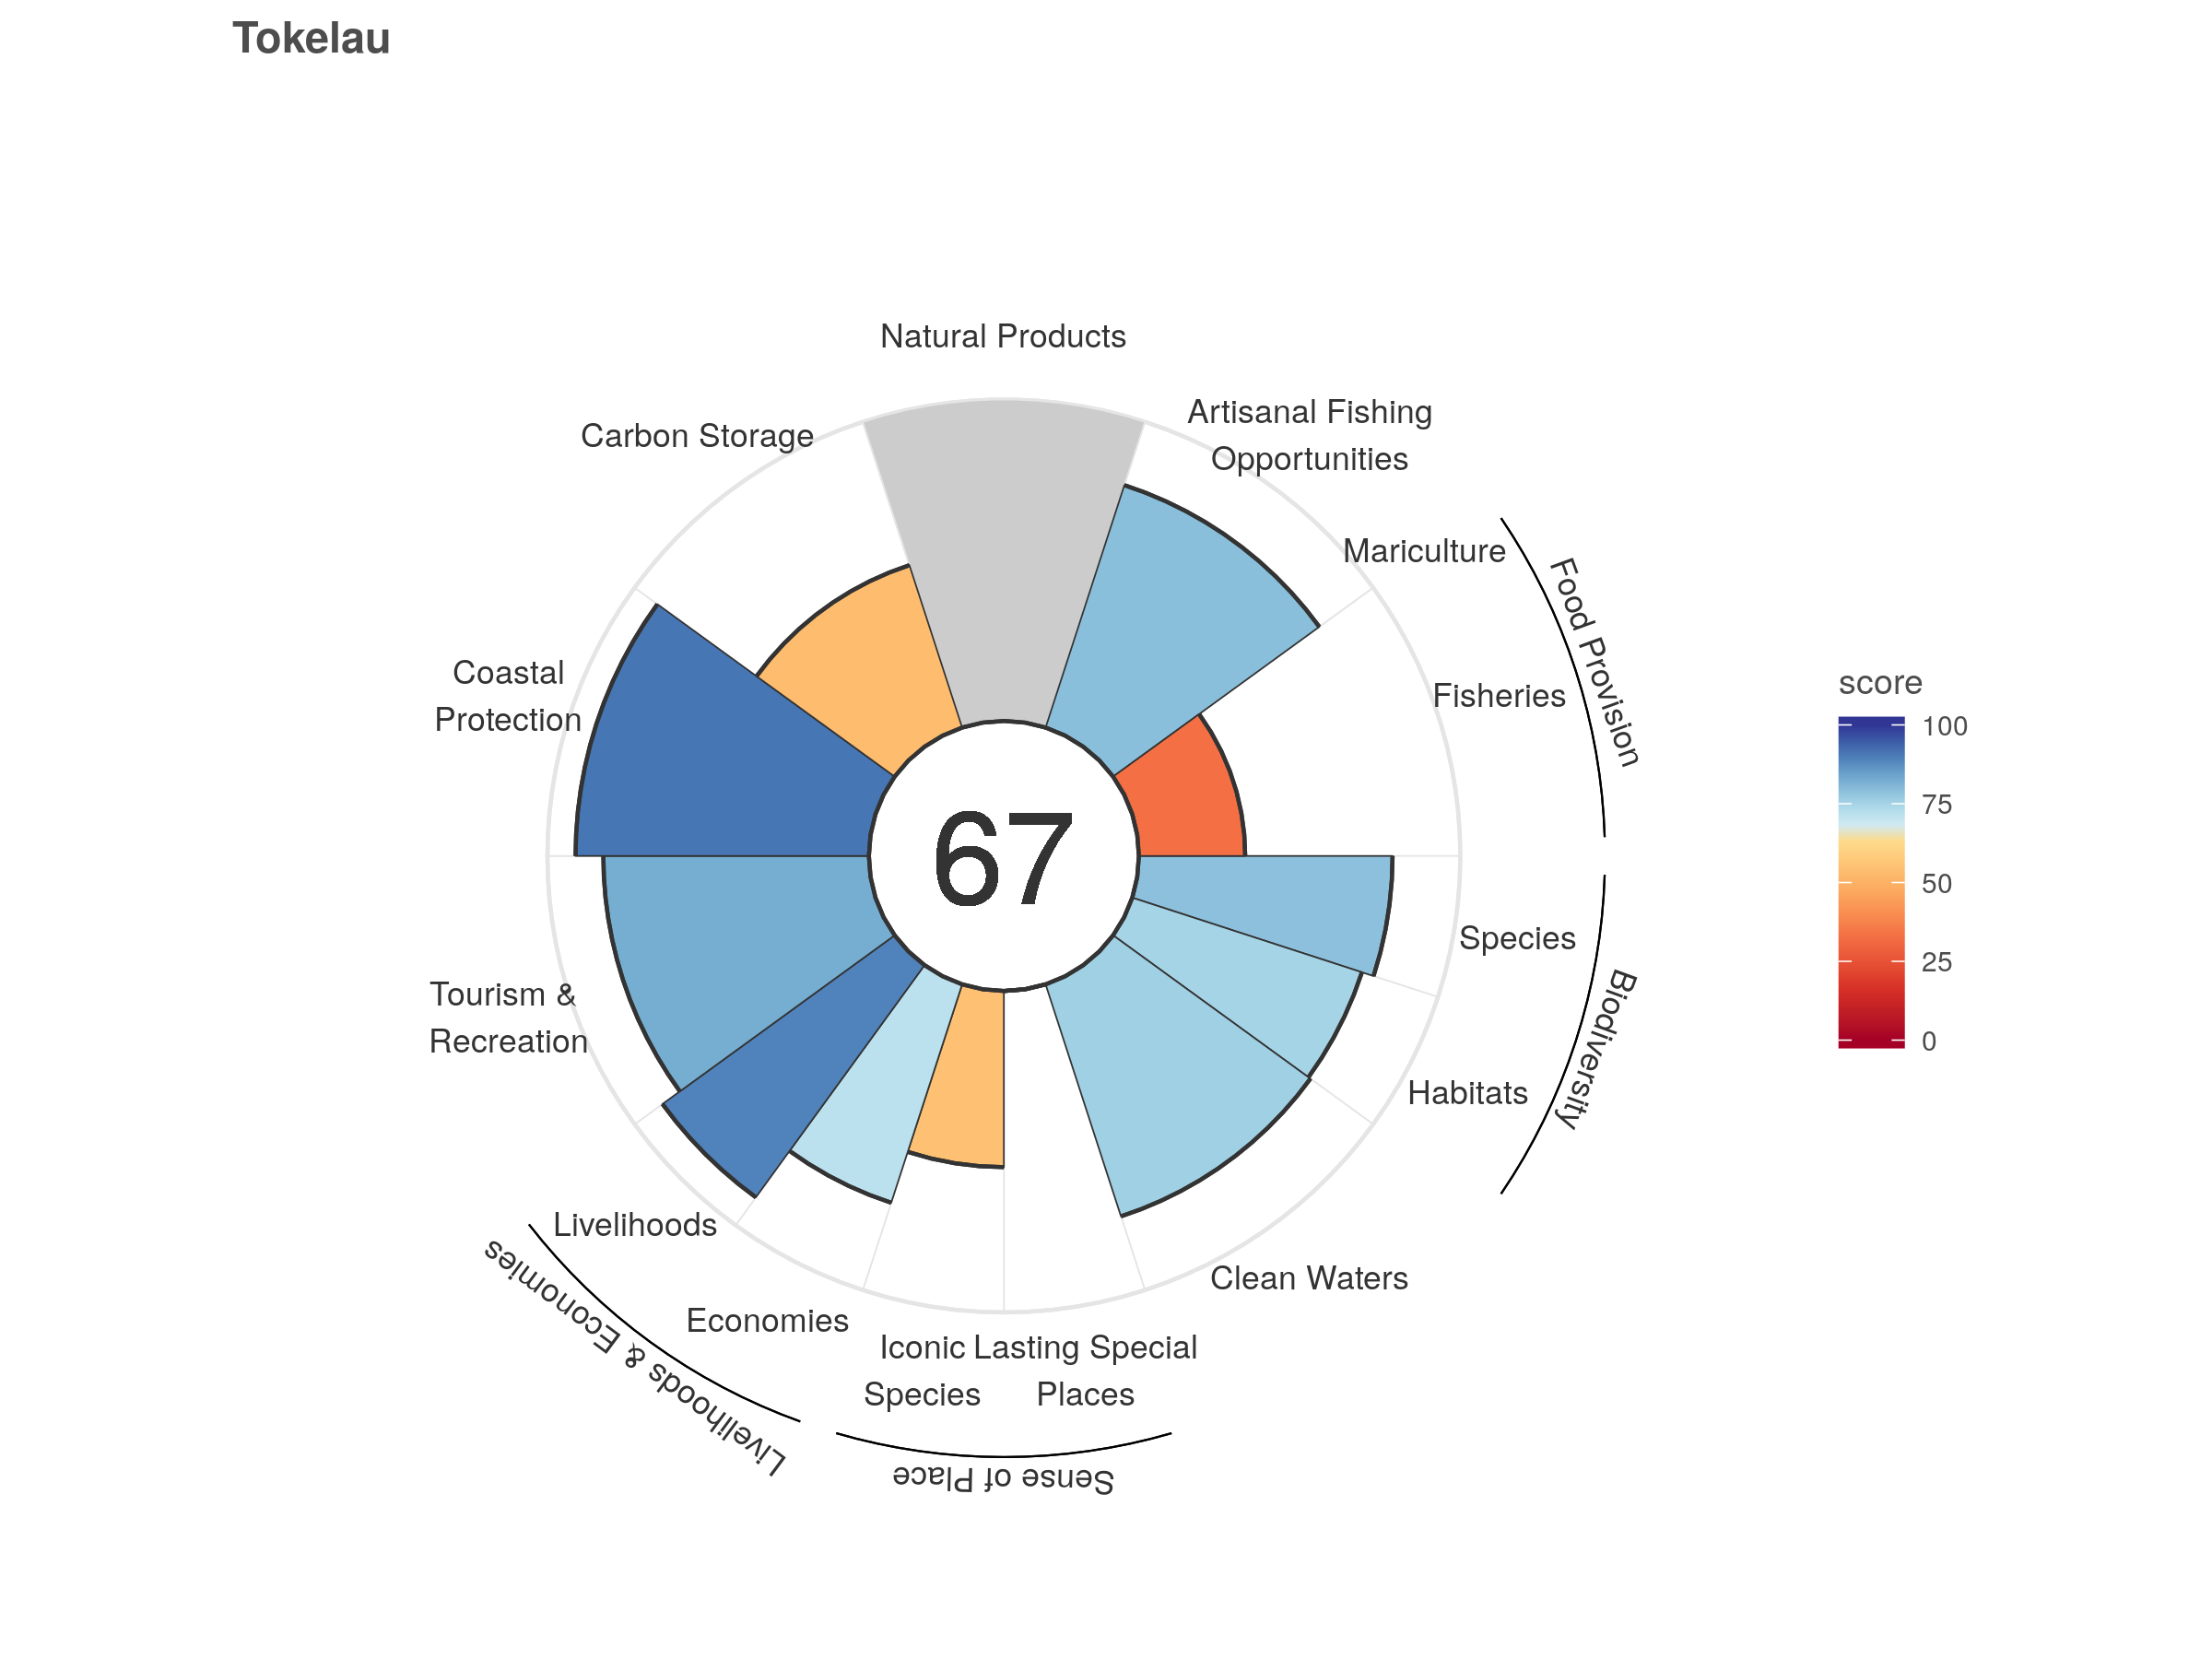 Tokelau
Natural Products
Artisanal Fishing
Opportunities
Carbon Storage
Mariculture
Food Provision
Fisheries
Coastal
Protection
score
100
75
50
25
0
67
Species
Biodiversity
Habitats
Tourism &
Recreation
Livelihoods
Livelihoods & Economies
Economies
Clean Waters
Iconic
Species
Lasting Special
Places
Sense of Place